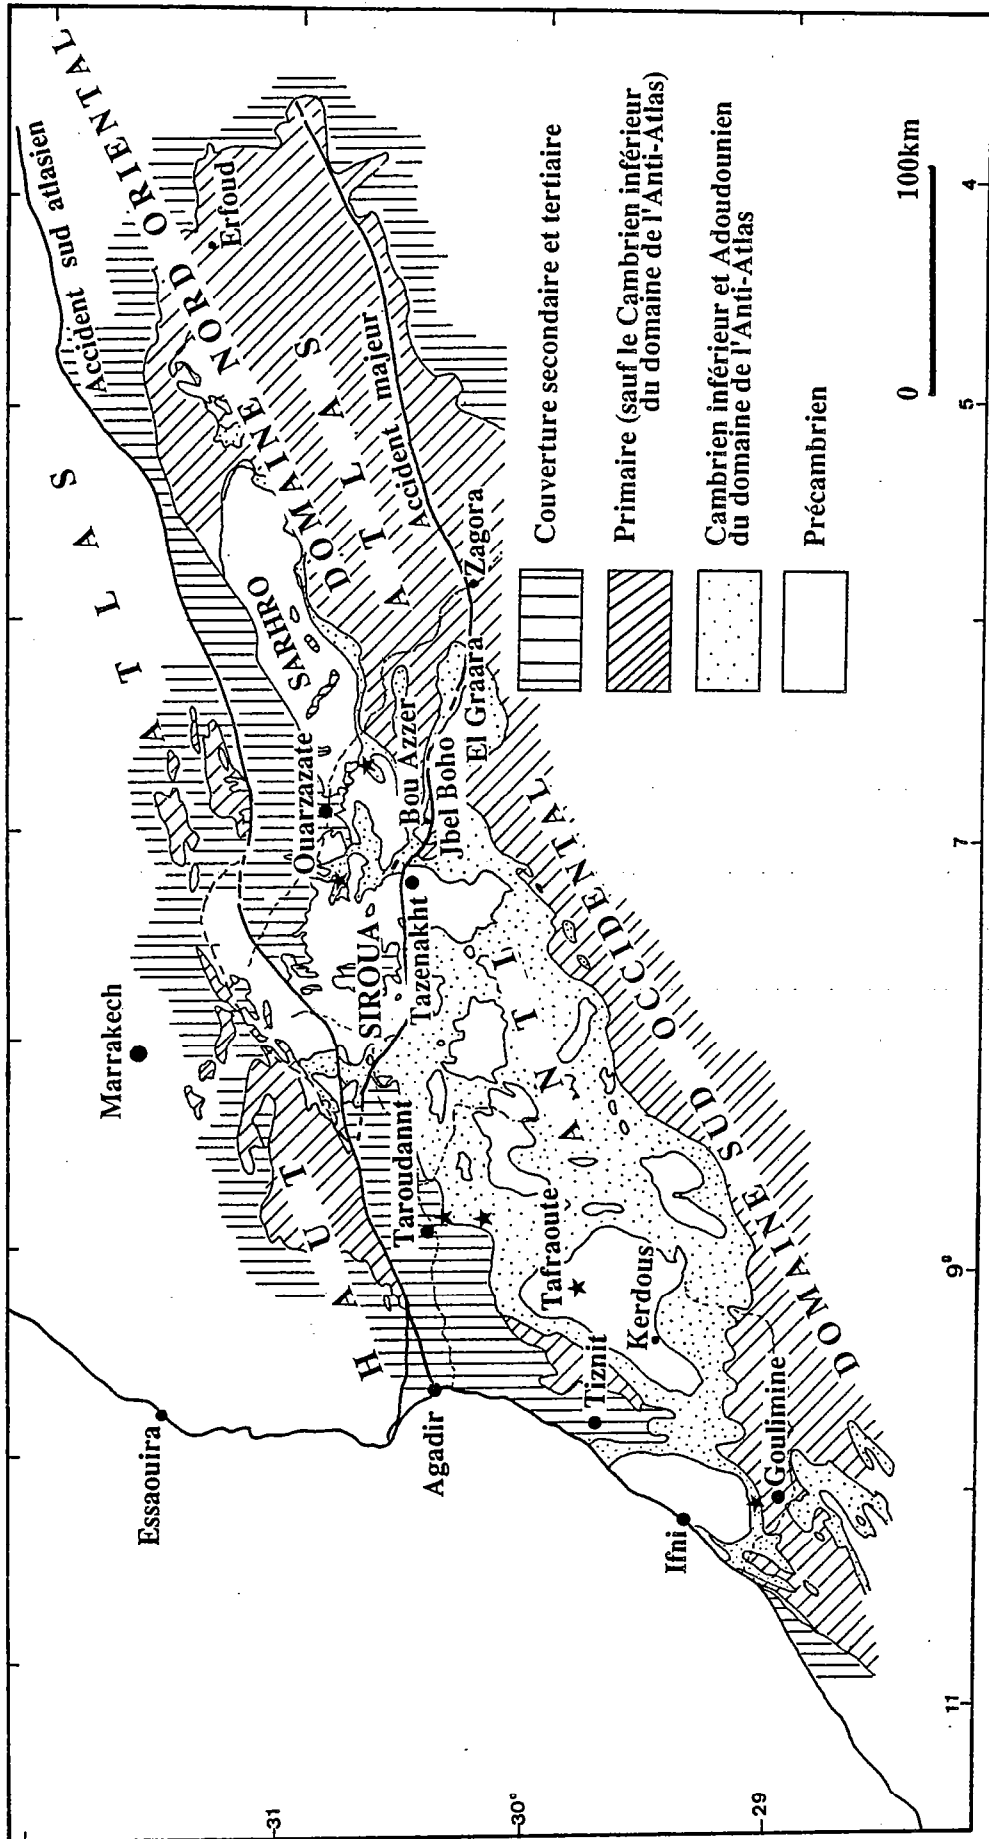 Accident sud atlasien
HAUT ATLAS
DOMAINE NORD ORIENTAL
Erfoud
Accident majeur
ANTI ATLAS
SARHRO
Zagora
Ouarzazate
Bou Azzer
El Graara
Jbel Boho
Marrakech
SIROUA
Tazenakht
Taroudannt
Essaouira
Agadir
Tafraoute
Kerdous
Tiznit
Ifni
Goulimine
DOMAINE SUD OCCIDENTAL
Couverture secondaire et tertiaire
Primaire (sauf le Cambrien inférieur
du domaine de l'Anti-Atlas)
Cambrien inférieur et Adoudounien
du domaine de l'Anti-Atlas
Précambrien
0 100km
31
30°
29
11
9°
7
5
4